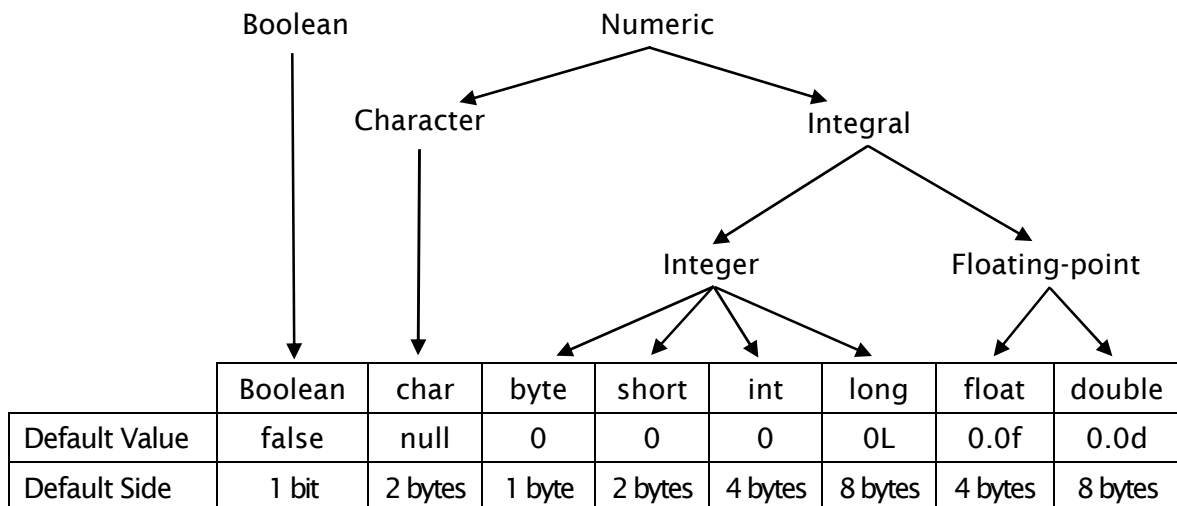 Boolean Numeric
Character Integral
Integer Floating-point
Boolean char byte short int long float double
Default Value false null 0 0 0 0L 0.0f 0.0d
Default Side 1 bit 2 bytes 1 byte 2 bytes 4 bytes 8 bytes 4 bytes 8 bytes